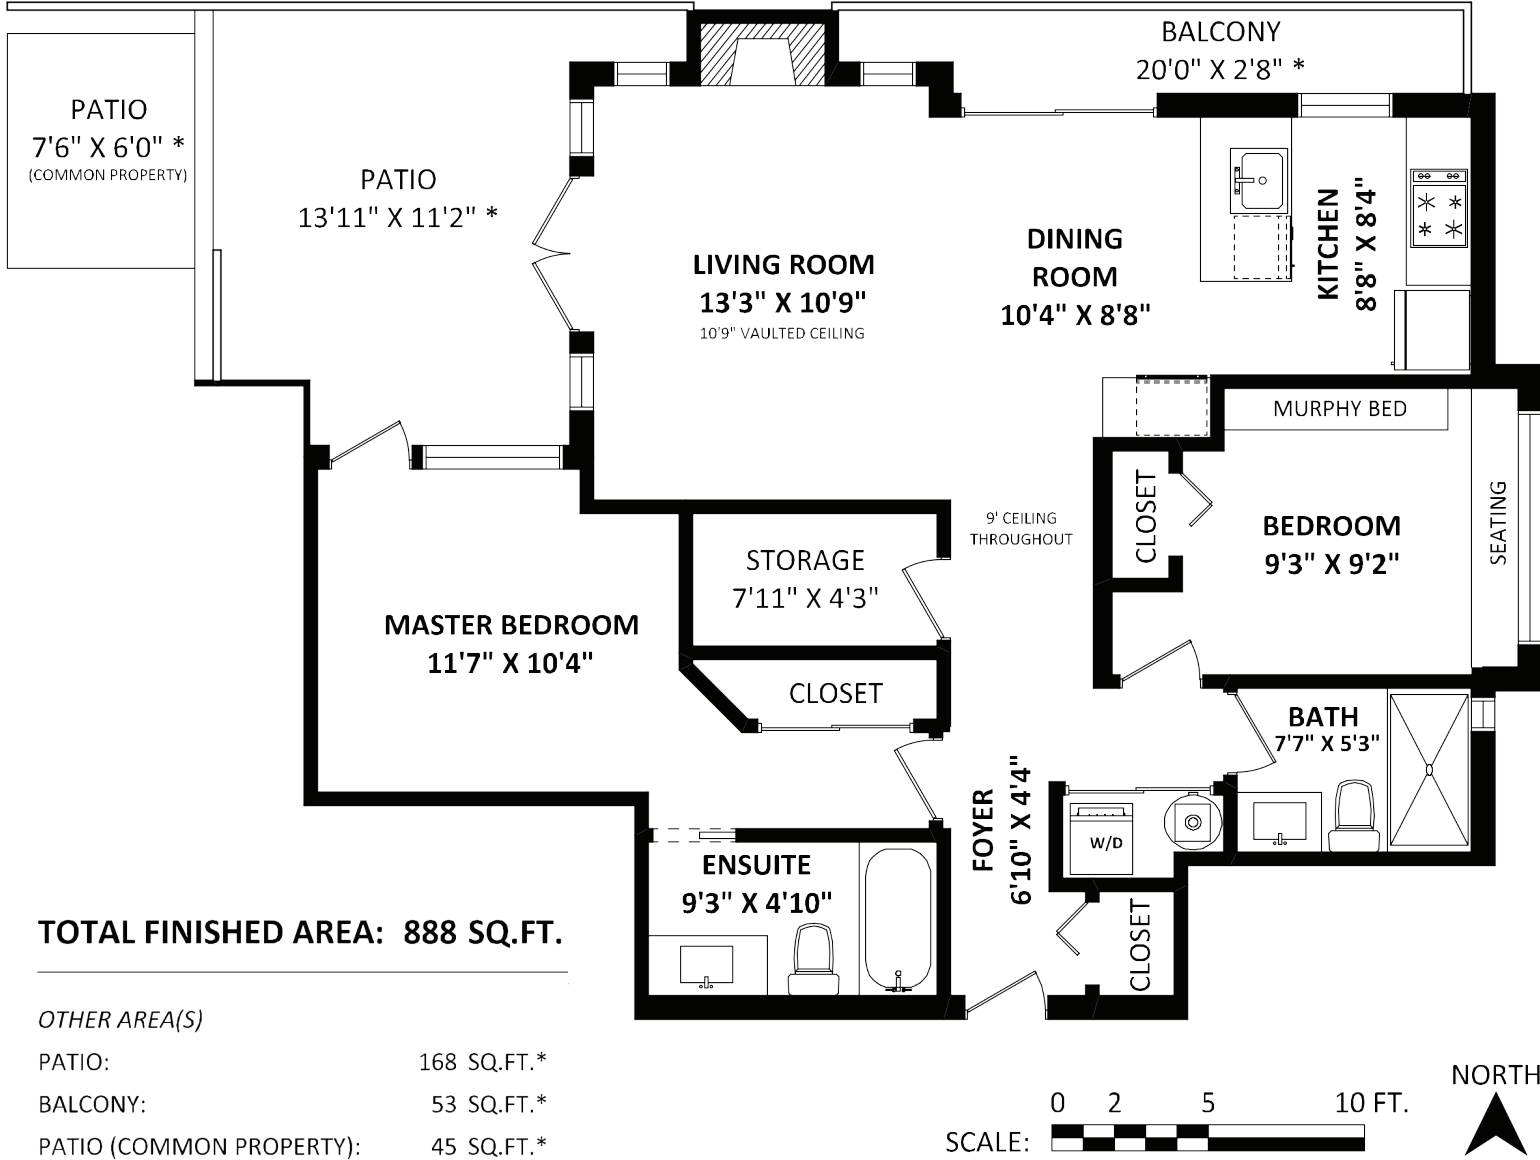 BALCONY
20'0" X 2'8" *
PATIO
7'6" X 6'0" *
(COMMON PROPERTY)
PATIO
13'11" X 11'2" *
LIVING ROOM
13'3" X 10'9"
10'9" VAULTED CEILING
DINING
ROOM
10'4" X 8'8"
KITCHEN
8'8" X 8'4"
MURPHY BED
CLOSET
BEDROOM
9'3" X 9'2"
SEATING
9' CEILING
THROUGHOUT
STORAGE
7'11" X 4'3"
MASTER BEDROOM
11'7" X 10'4"
CLOSET
BATH
7'7" X 5'3"
FOYER
6'10" X 4'4"
W/D
ENSUITE
9'3" X 4'10"
CLOSET
TOTAL FINISHED AREA: 888 SQ.FT.
OTHER AREA(S)
PATIO: 168 SQ.FT.*
BALCONY: 53 SQ.FT.*
PATIO (COMMON PROPERTY): 45 SQ.FT.*
0 2 5 10 FT.
SCALE:
NORTH